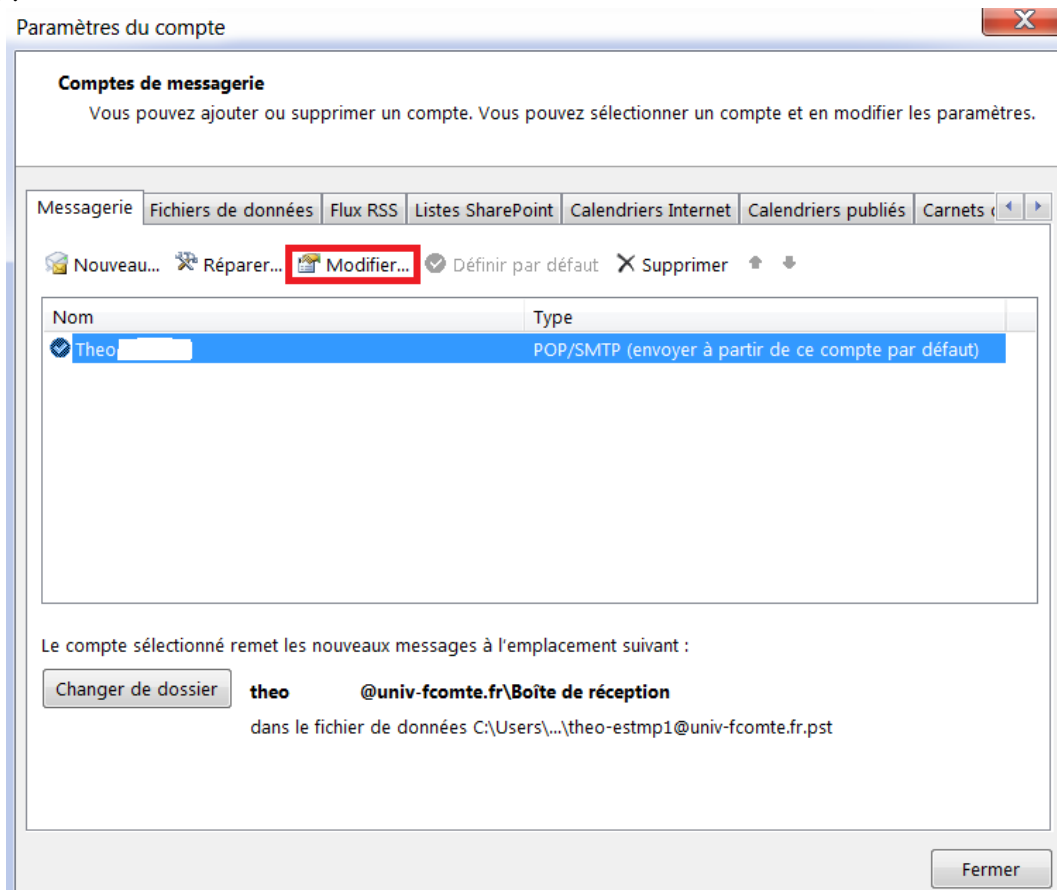 Paramètres du compte
Comptes de messagerie
Vous pouvez ajouter ou supprimer un compte. Vous pouvez sélectionner un compte et en modifier les paramètres.
Messagerie Fichiers de données Flux RSS Listes SharePoint Calendriers Internet Calendriers publiés Carnets
Nouveau... Réparer... Modifier... Définir par défaut Supprimer
Nom Type
Theo POP/SMTP (envoyer à partir de ce compte par défaut)
Le compte sélectionné remet les nouveaux messages à l'emplacement suivant :
Changer de dossier theo @univ-fcomte.fr\Boîte de réception
dans le fichier de données C:\Users\...\theo-estmp1@univ-fcomte.fr.pst
Fermer